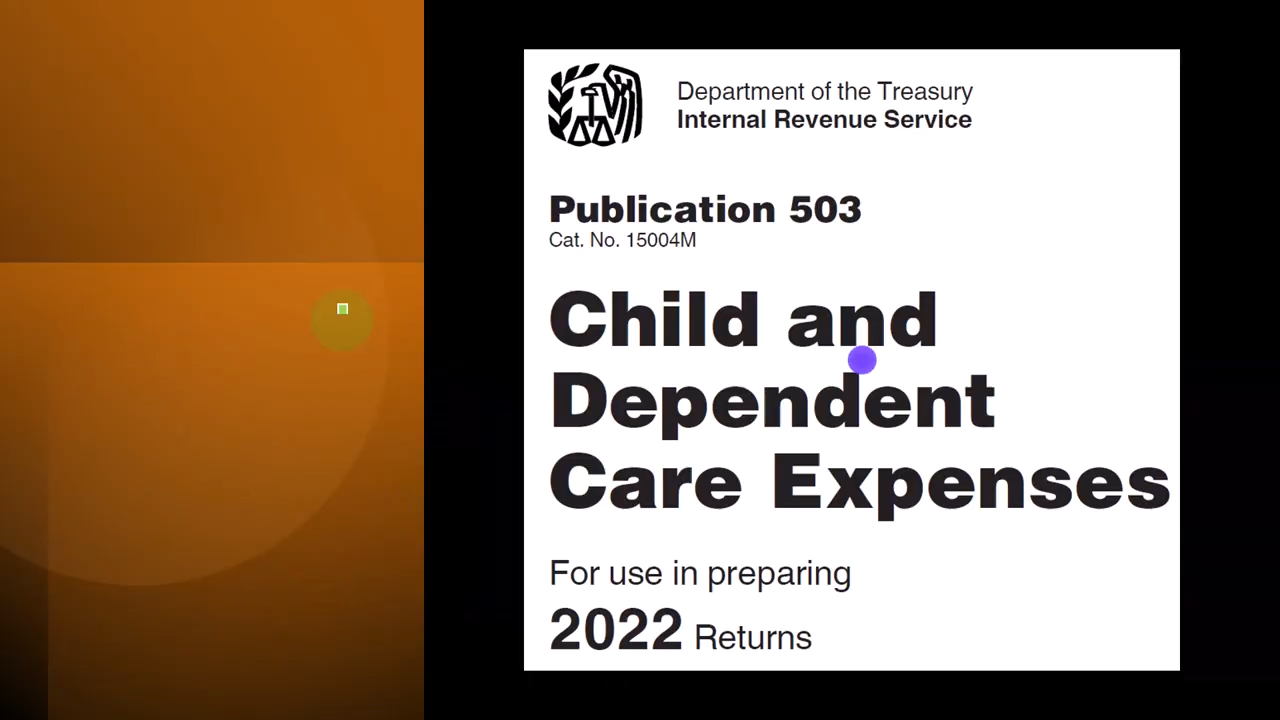 Department of the Treasury
Internal Revenue Service
Publication 503
Cat. No. 15004M
Child and
Dependent
Care Expenses
For use in preparing
2022 Returns